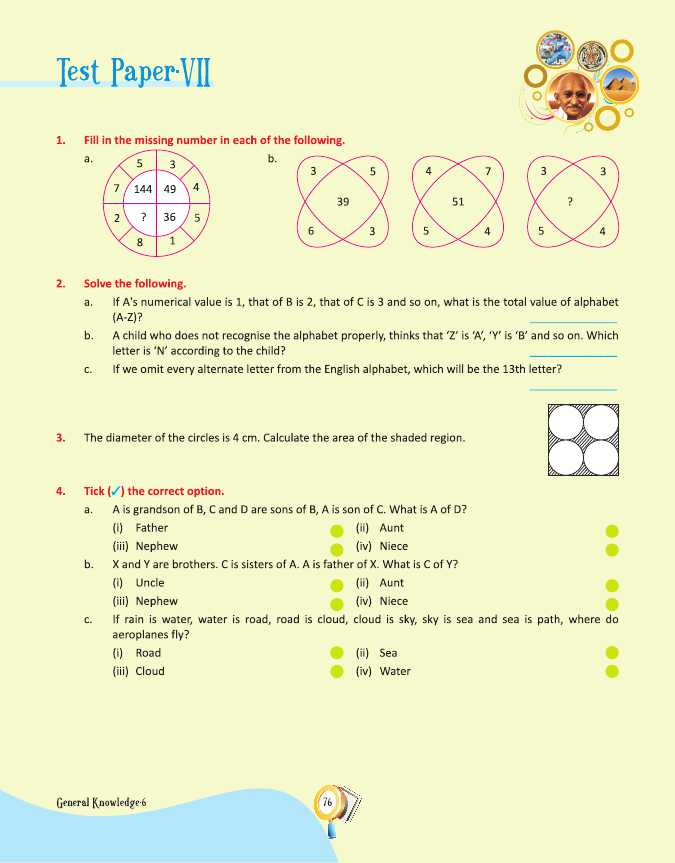 Test Paper-VII
1. Fill in the missing number in each of the following.
a.
5 3
7 144 49 4
2 ? 36 5
8 1
b.
3 5
39
6 3
4 7
51
5 4
3 3
?
5 4
2. Solve the following.
a. If A's numerical value is 1, that of B is 2, that of C is 3 and so on, what is the total value of alphabet
(A-Z)?
b. A child who does not recognise the alphabet properly, thinks that ‘Z’ is ‘A’, ‘Y’ is ‘B’ and so on. Which
letter is ‘N’ according to the child?
c. If we omit every alternate letter from the English alphabet, which will be the 13th letter?
3. The diameter of the circles is 4 cm. Calculate the area of the shaded region.
4. Tick (✓) the correct option.
a. A is grandson of B, C and D are sons of B, A is son of C. What is A of D?
(i) Father (ii) Aunt
(iii) Nephew (iv) Niece
b. X and Y are brothers. C is sisters of A. A is father of X. What is C of Y?
(i) Uncle (ii) Aunt
(iii) Nephew (iv) Niece
c. If rain is water, water is road, road is cloud, cloud is sky, sky is sea and sea is path, where do
aeroplanes fly?
(i) Road (ii) Sea
(iii) Cloud (iv) Water
General Knowledge-6
76